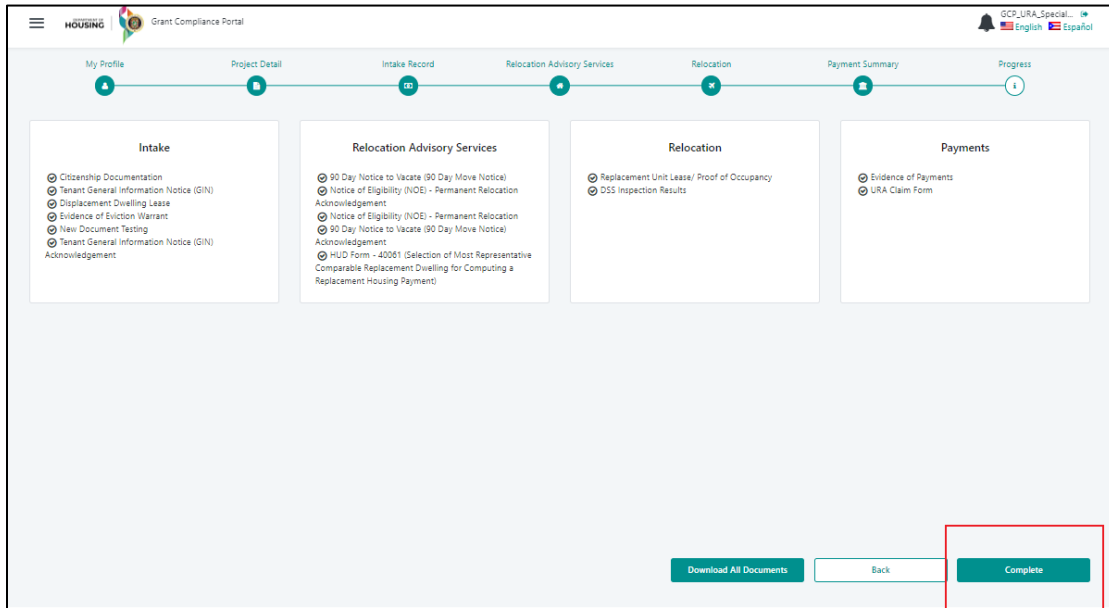 DEPARTMENT OF
HOUSING
Grant Compliance Portal
GCP_URA_Special...
English Español
My Profile
Project Detail
Intake Record
Relocation Advisory Services
Relocation
Payment Summary
Progress
Intake
Citizenship Documentation
Tenant General Information Notice (GIN)
Displacement Dwelling Lease
Evidence of Eviction Warrant
New Document Testing
Tenant General Information Notice (GIN)
Acknowledgement
Relocation Advisory Services
90 Day Notice to Vacate (90 Day Move Notice)
Notice of Eligibility (NOE) - Permanent Relocation
Acknowledgement
Notice of Eligibility (NOE) - Permanent Relocation
90 Day Notice to Vacate (90 Day Move Notice)
Acknowledgement
HUD Form - 40061 (Selection of Most Representative
Comparable Replacement Dwelling for Computing a
Replacement Housing Payment)
Relocation
Replacement Unit Lease/ Proof of Occupancy
DSS Inspection Results
Payments
Evidence of Payments
URA Claim Form
Download All Documents
Back
Complete